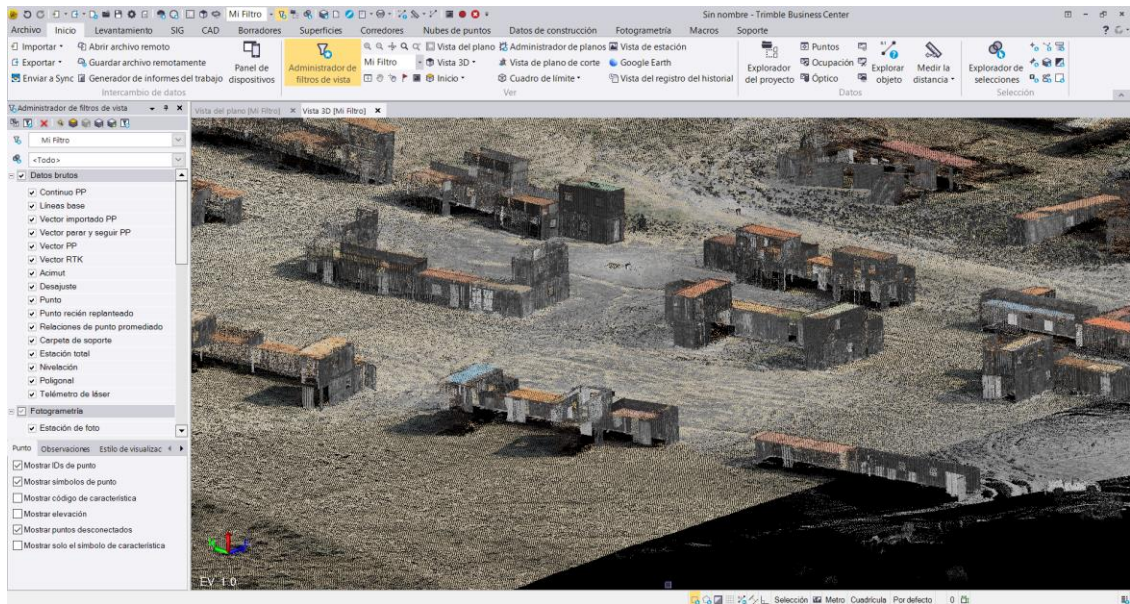 Mi Filtro
Sin nombre - Trimble Business Center
Archivo Inicio Levantamiento SIG CAD Borradores Superficies Corredores Nubes de puntos Datos de construcción Fotogrametría Macros Soporte
Importar Abrir archivo remoto
Exportar Guardar archivo remotamente
Enviar a Sync Generador de informes del trabajo
Panel de dispositivos
Intercambio de datos
Administrador de filtros de vista
Vista del plano Administrador de planos Vista de estación
Mi Filtro Vista 3D Vista de plano de corte Google Earth
Inicio Cuadro de límite Vista del registro del historial
Ver
Explorador del proyecto
Puntos
Ocupación
Óptico
Explorar objeto
Medir la distancia
Datos
Explorador de selecciones
Selección
Administrador de filtros de vista
Vista del plano [Mi Filtro] Vista 3D [Mi Filtro]
Mi Filtro
<Todo>
Datos brutos
Continuo PP
Líneas base
Vector importado PP
Vector parar y seguir PP
Vector PP
Vector RTK
Acimut
Desajuste
Punto
Punto recién replanteado
Relaciones de punto promediado
Carpeta de soporte
Estación total
Nivelación
Poligonal
Telémetro de láser
Fotogrametría
Estación de foto
Punto Observaciones Estilo de visualizac
Mostrar IDs de punto
Mostrar símbolos de punto
Mostrar código de característica
Mostrar elevación
Mostrar puntos desconectados
Mostrar solo el símbolo de característica
EV: 1.0
Selección Metro Cuadrícula Por defecto 0